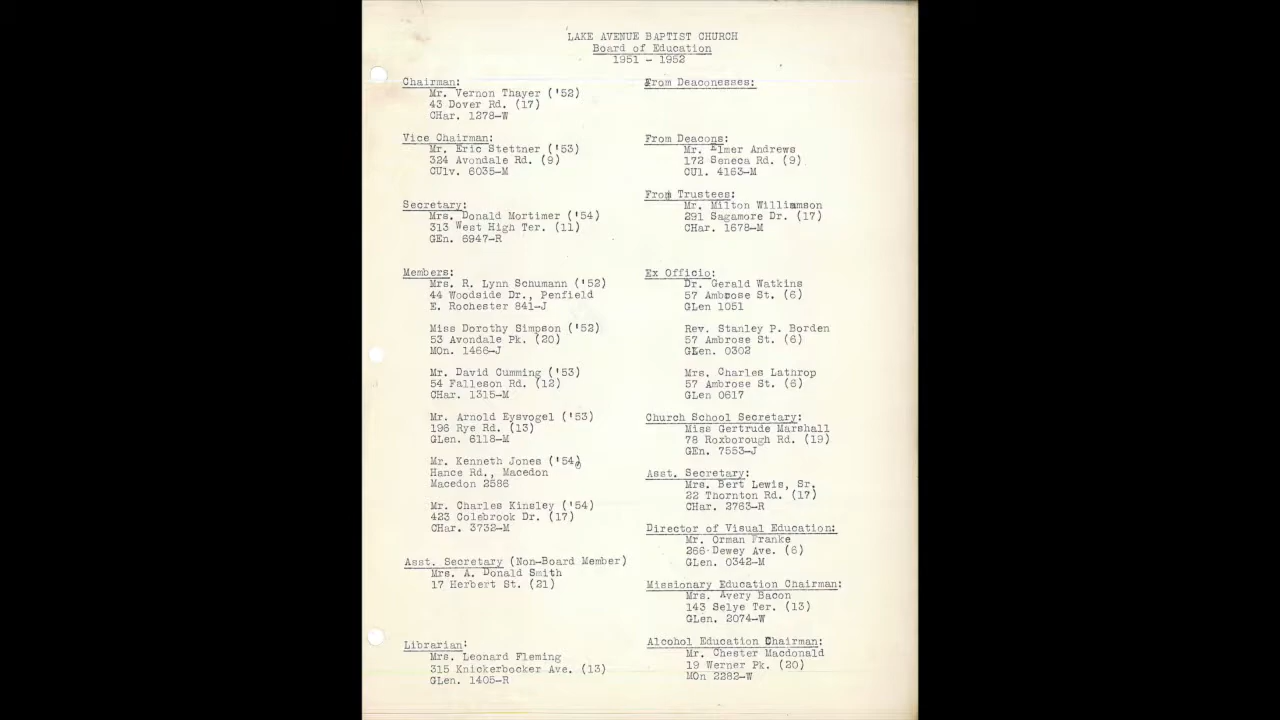 LAKE AVENUE BAPTIST CHURCH
Board of Education
1951 - 1952
Chairman:
Mr. Vernon Thayer ('52)
43 Dover Rd. (17)
CHar. 1278-W
Vice Chairman:
Mr. Eric Stettner ('53)
324 Avondale Rd. (9)
CUlv. 6035-M
Secretary:
Mrs. Donald Mortimer ('54)
313 West High Ter. (11)
GEn. 6947-R
Members:
Mrs. R. Lynn Schumann ('52)
44 Woodside Dr., Penfield
E. Rochester 841-J
Miss Dorothy Simpson ('52)
53 Avondale Pk. (20)
MOn. 1466-J
Mr. David Cumming ('53)
54 Falleson Rd. (12)
CHar. 1315-M
Mr. Arnold Eysvogel ('53)
196 Rye Rd. (13)
GLen. 6118-M
Mr. Kenneth Jones ('54)
Hance Rd., Macedon
Macedon 2586
Mr. Charles Kinsley ('54)
423 Colebrook Dr. (17)
CHar. 3732-M
Asst. Secretary (Non-Board Member)
Mrs. A. Donald Smith
17 Herbert St. (21)
Librarian:
Mrs. Leonard Fleming
315 Knickerbocker Ave. (13)
GLen. 1405-R
From Deaconesses:
From Deacons:
Mr. Elmer Andrews
172 Seneca Rd. (9)
CUl. 4163-M
From Trustees:
Mr. Milton Williamson
291 Sagamore Dr. (17)
CHar. 1678-M
Ex Officio:
Dr. Gerald Watkins
57 Ambrose St. (6)
GLen 1051
Rev. Stanley P. Borden
57 Ambrose St. (6)
GLen. 0302
Mrs. Charles Lathrop
57 Ambrose St. (6)
GLen 0617
Church School Secretary:
Miss Gertrude Marshall
78 Roxborough Rd. (19)
GEn. 7553-J
Asst. Secretary:
Mrs. Bert Lewis, Sr.
22 Thornton Rd. (17)
CHar. 2763-R
Director of Visual Education:
Mr. Orman Franke
266 Dewey Ave. (6)
GLen. 0342-M
Missionary Education Chairman:
Mrs. Avery Bacon
143 Selye Ter. (13)
GLen. 2074-W
Alcohol Education Chairman:
Mr. Chester Macdonald
19 Werner Pk. (20)
MOn 2282-W